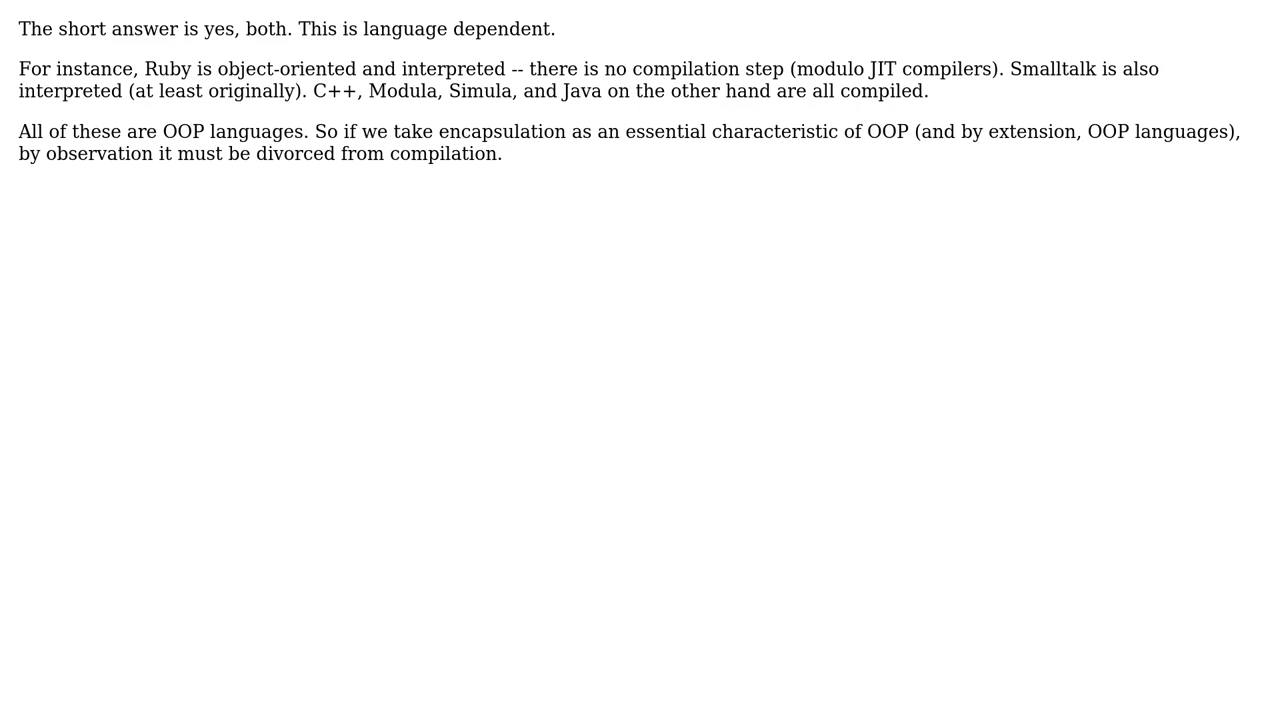 The short answer is yes, both. This is language dependent.
For instance, Ruby is object-oriented and interpreted -- there is no compilation step (modulo JIT compilers). Smalltalk is also
interpreted (at least originally). C++, Modula, Simula, and Java on the other hand are all compiled.
All of these are OOP languages. So if we take encapsulation as an essential characteristic of OOP (and by extension, OOP languages),
by observation it must be divorced from compilation.